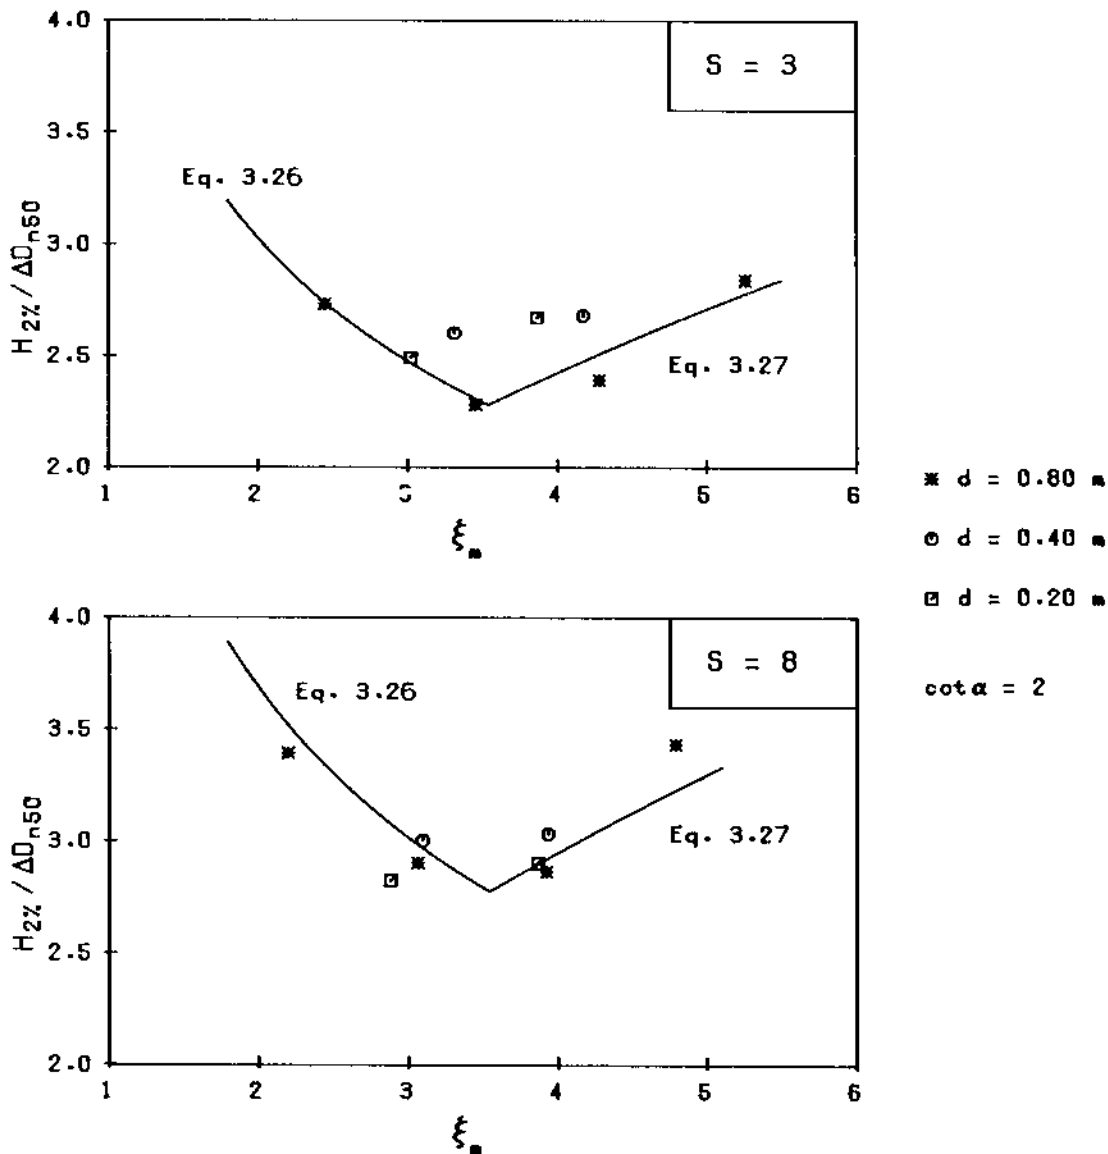 4.0
S = 3
3.5
Eq. 3.26
3.0
H2%/ΔDn50
2.5
Eq. 3.27
2.0
1 2 3 4 5 6
ξm
✱ d = 0.80 m
⊙ d = 0.40 m
⊡ d = 0.20 m
cotα = 2
4.0
S = 8
Eq. 3.26
3.5
3.0
Eq. 3.27
H2%/ΔDn50
2.5
2.0
1 2 3 4 5 6
ξm